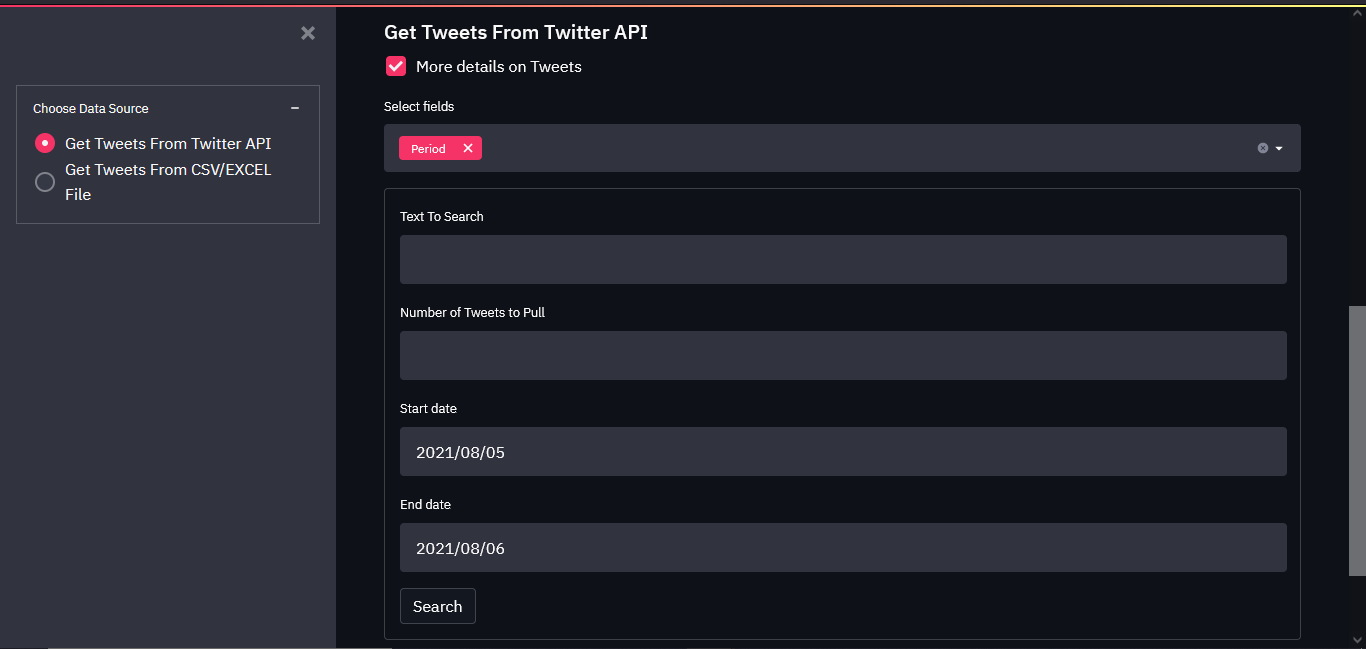 Choose Data Source
Get Tweets From Twitter API
Get Tweets From CSV/EXCEL
File
Get Tweets From Twitter API
More details on Tweets
Select fields
Period
Text To Search
Number of Tweets to Pull
Start date
2021/08/05
End date
2021/08/06
Search